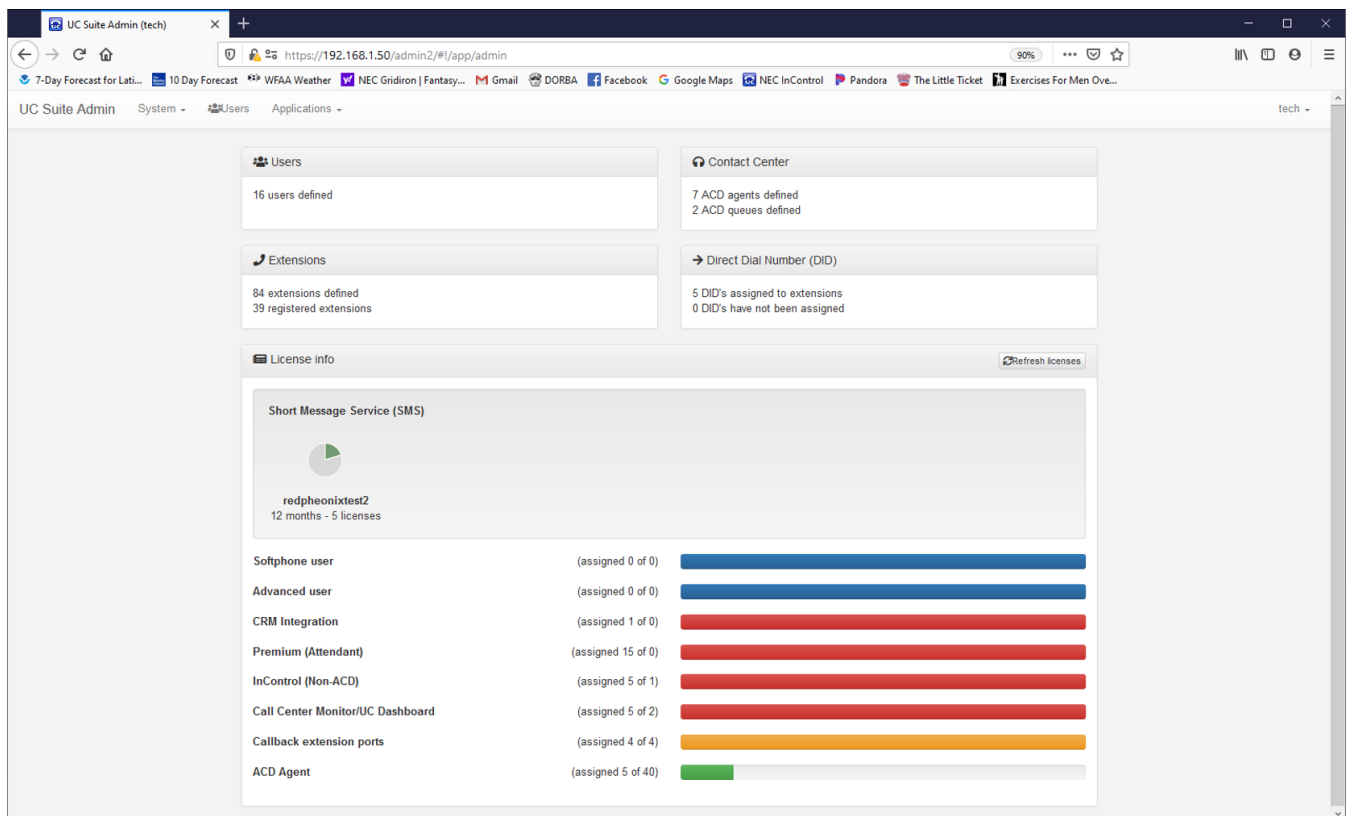 UC Suite Admin (tech)
https://192.168.1.50/admin2/#!/app/admin
90%
7-Day Forecast for Lati...
10 Day Forecast
WFAA Weather
NEC Gridiron | Fantasy...
Gmail
DORBA
Facebook
Google Maps
NEC InControl
Pandora
The Little Ticket
Exercises For Men Ove...
UC Suite Admin
System
Users
Applications
tech
Users
16 users defined
Contact Center
7 ACD agents defined
2 ACD queues defined
Extensions
84 extensions defined
39 registered extensions
Direct Dial Number (DID)
5 DID's assigned to extensions
0 DID's have not been assigned
License info
Refresh licenses
Short Message Service (SMS)
redpheonixtest2
12 months - 5 licenses
Softphone user (assigned 0 of 0)
Advanced user (assigned 0 of 0)
CRM Integration (assigned 1 of 0)
Premium (Attendant) (assigned 15 of 0)
InControl (Non-ACD) (assigned 5 of 1)
Call Center Monitor/UC Dashboard (assigned 5 of 2)
Callback extension ports (assigned 4 of 4)
ACD Agent (assigned 5 of 40)